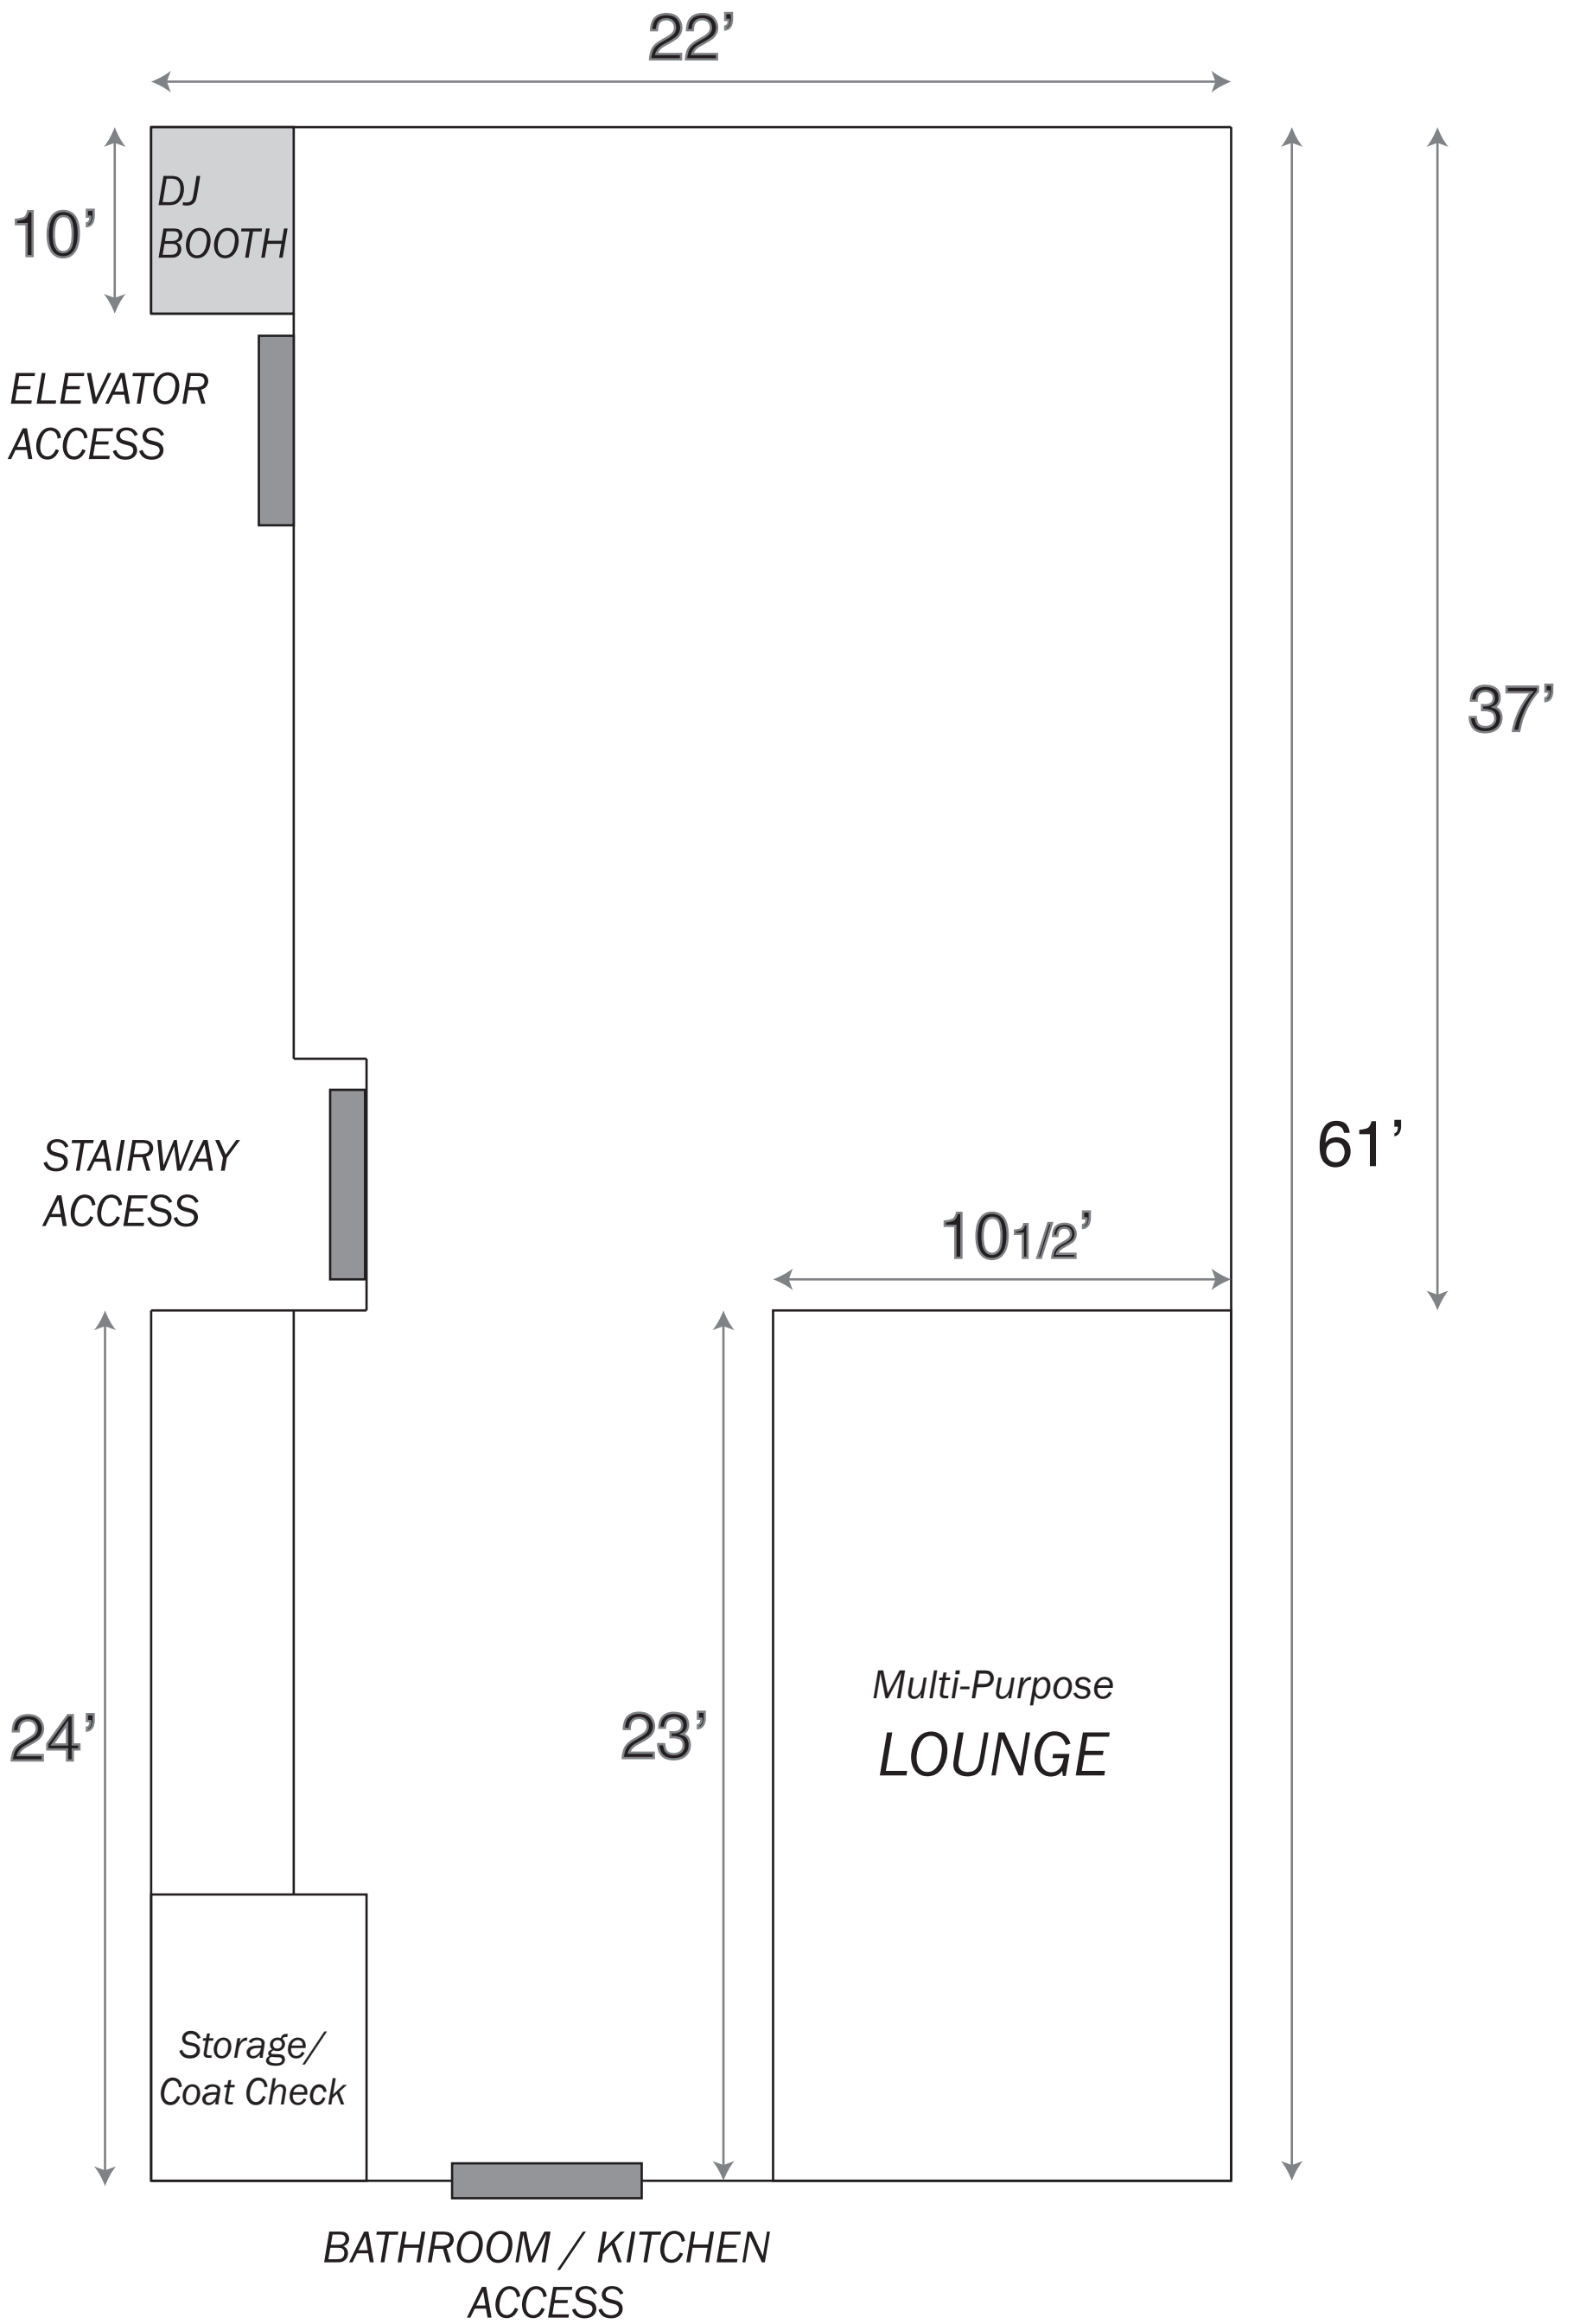 22’
DJ
BOOTH
10’
ELEVATOR
ACCESS
37’
STAIRWAY
ACCESS
61’
10 1/2’
Multi-Purpose
LOUNGE
24’
23’
Storage/
Coat Check
BATHROOM / KITCHEN
ACCESS